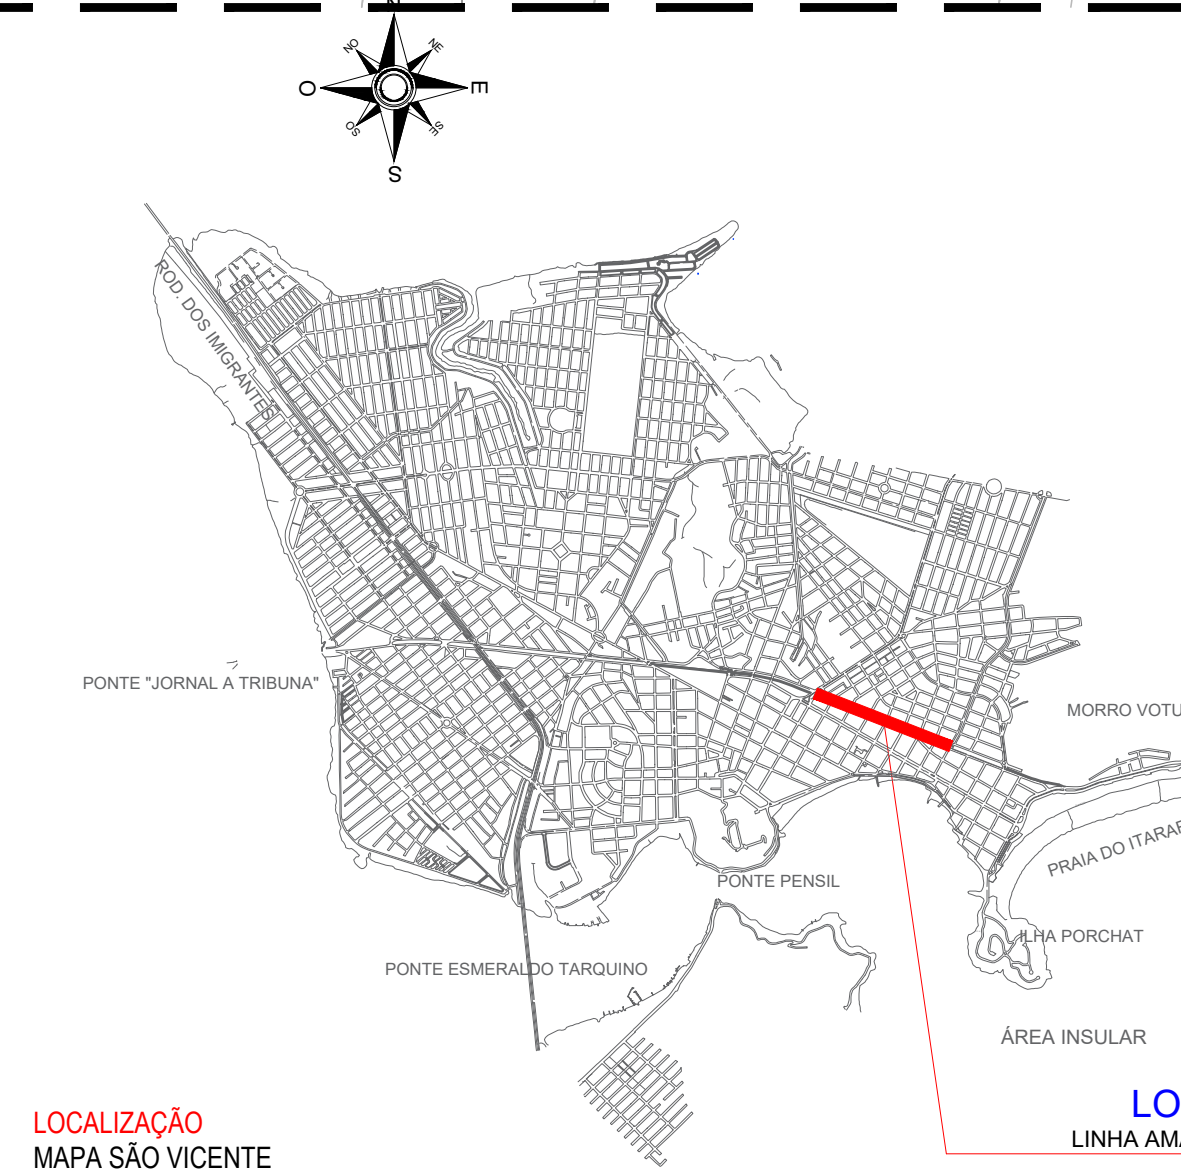 N
NO
NE
O
E
SO
SE
S
ROD. DOS IMIGRANTES
PONTE "JORNAL A TRIBUNA"
MORRO VOTU
PRAIA DO ITARAR
PONTE PENSIL
ILHA PORCHAT
PONTE ESMERALDO TARQUINO
ÁREA INSULAR
LO
LINHA AMA
LOCALIZAÇÃO
MAPA SÃO VICENTE